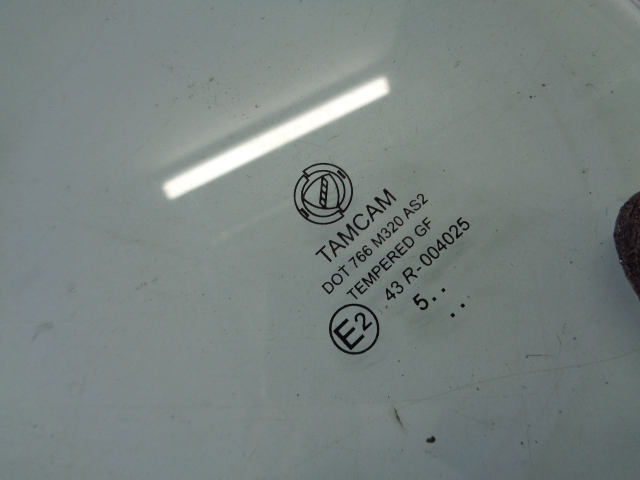 TAMCAM
DOT 766 M320 AS2
TEMPERED GF
43 R-004025
E2
5..
..